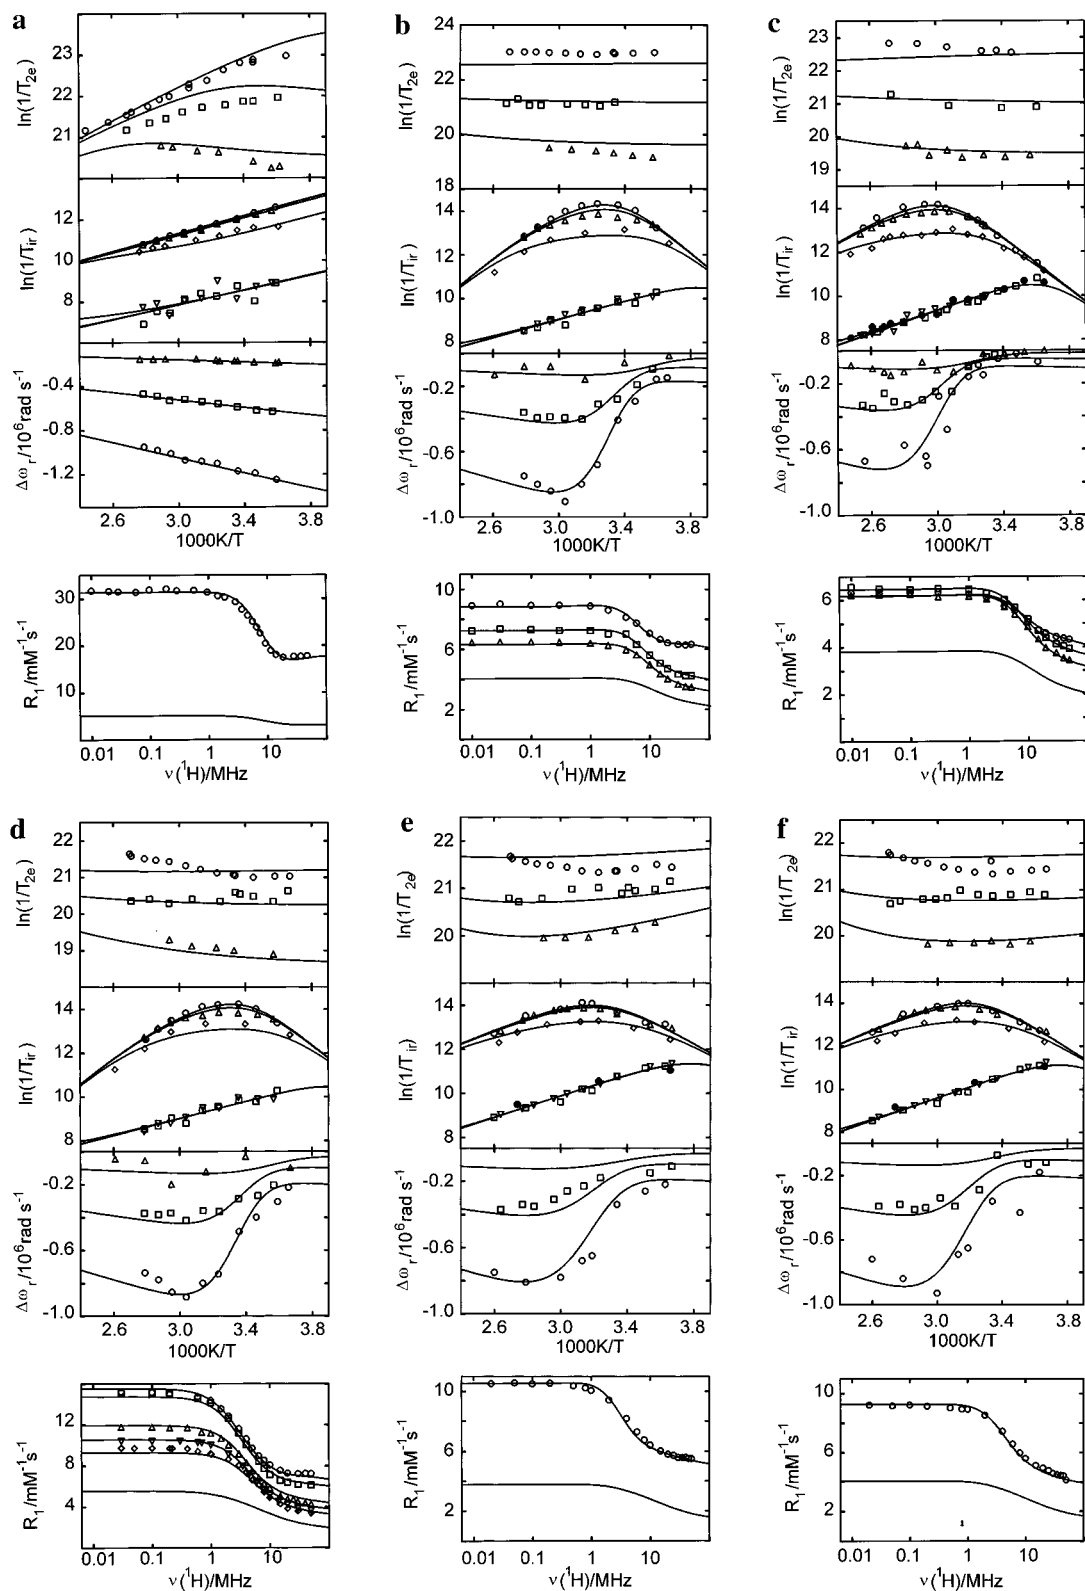 a
ln(1/T2e)
23
22
21
ln(1/Tir)
12
10
8
Δωr/10⁶rad s⁻¹
-0.4
-0.8
-1.2
2.6 3.0 3.4 3.8
1000K/T
R1/mM⁻¹s⁻¹
30
20
10
0.01 0.1 1 10
ν(¹H)/MHz
b
ln(1/T2e)
24
22
20
18
ln(1/Tir)
14
12
10
8
Δωr/10⁶rad s⁻¹
-0.2
-0.6
-1.0
2.6 3.0 3.4 3.8
1000K/T
R1/mM⁻¹s⁻¹
10
6
2
0.01 0.1 1 10
ν(¹H)/MHz
c
ln(1/T2e)
23
22
21
20
19
ln(1/Tir)
14
12
10
8
Δωr/10⁶rad s⁻¹
-0.2
-0.6
-1.0
2.6 3.0 3.4 3.8
1000K/T
R1/mM⁻¹s⁻¹
6
4
2
0.01 0.1 1 10
ν(¹H)/MHz
d
ln(1/T2e)
22
21
20
19
ln(1/Tir)
14
12
10
8
Δωr/10⁶rad s⁻¹
-0.2
-0.6
-1.0
2.6 3.0 3.4 3.8
1000K/T
R1/mM⁻¹s⁻¹
12
8
4
0.01 0.1 1 10
ν(¹H)/MHz
e
ln(1/T2e)
22
21
20
ln(1/Tir)
14
12
10
8
Δωr/10⁶rad s⁻¹
-0.2
-0.6
-1.0
2.6 3.0 3.4 3.8
1000K/T
R1/mM⁻¹s⁻¹
10
6
2
0.01 0.1 1 10
ν(¹H)/MHz
f
ln(1/T2e)
22
21
20
ln(1/Tir)
14
12
10
8
Δωr/10⁶rad s⁻¹
-0.2
-0.6
-1.0
2.6 3.0 3.4 3.8
1000K/T
R1/mM⁻¹s⁻¹
10
6
2
0.01 0.1 1 10
ν(¹H)/MHz